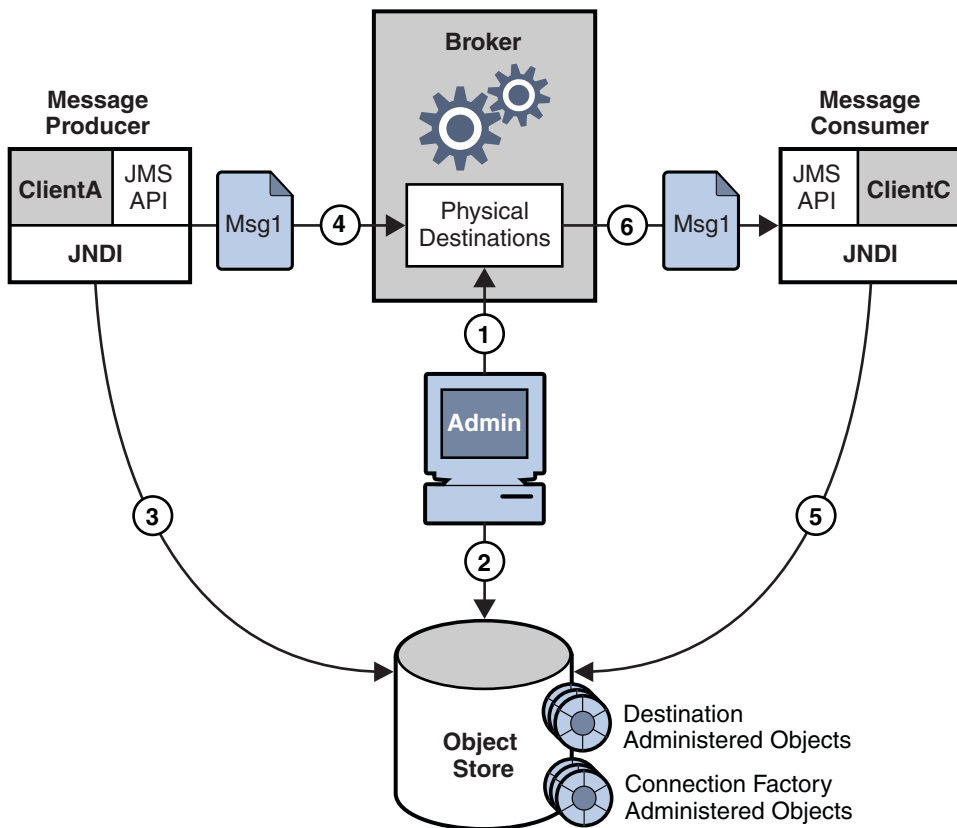 Broker
Message
Producer
Message
Consumer
ClientA
JMS
API
JNDI
Msg1
4
Physical
Destinations
6
Msg1
JMS
API
ClientC
JNDI
1
Admin
3
5
2
Object
Store
Destination
Administered Objects
Connection Factory
Administered Objects